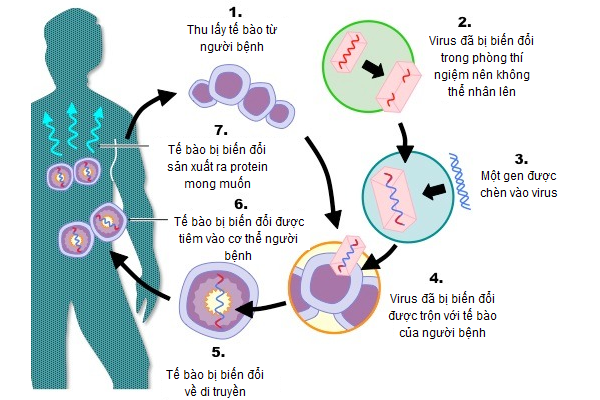 1.
Thu lấy tế bào từ
người bệnh
2.
Virus đã bị biến đổi
trong phòng thí
ngiệm nên không
thể nhân lên
3.
Một gen được
chèn vào virus
4.
Virus đã bị biến đổi
được trộn với tế bào
của người bệnh
5.
Tế bào bị biến đổi
về di truyền
6.
Tế bào bị biến đổi được
tiêm vào cơ thể người
bệnh
7.
Tế bào bị biến đổi
sản xuất ra protein
mong muốn